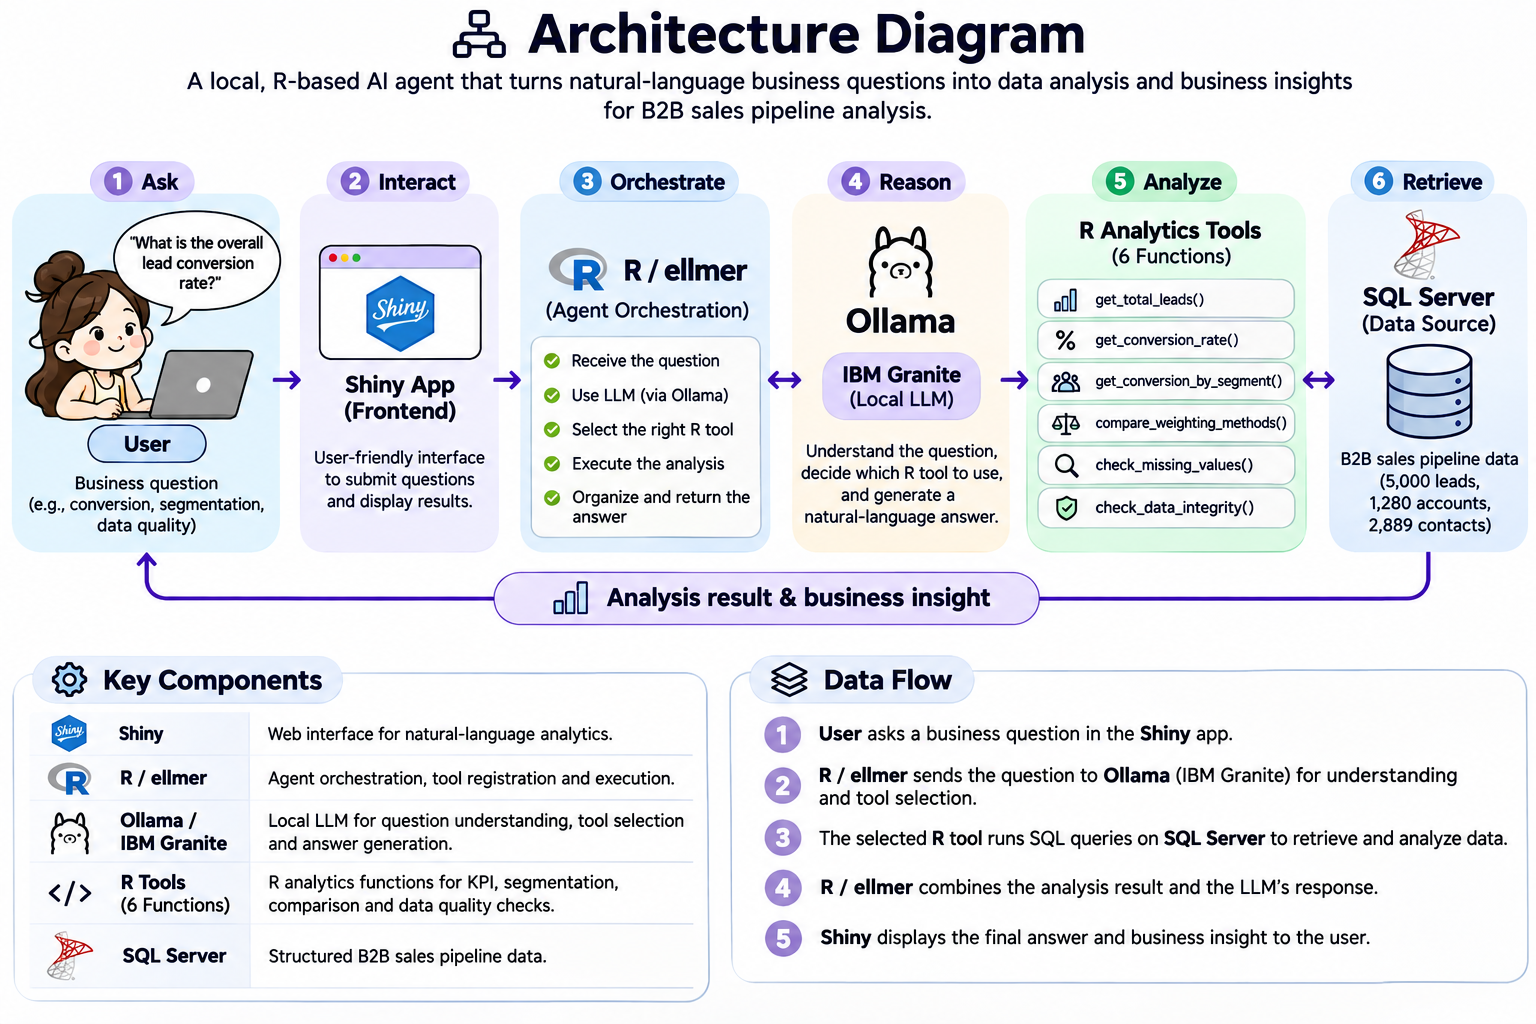 Architecture Diagram
A local, R-based AI agent that turns natural-language business questions into data analysis and business insights
for B2B sales pipeline analysis.
1 Ask
"What is the overall
lead conversion
rate?"
User
Business question
(e.g., conversion, segmentation,
data quality)
2 Interact
Shiny
Shiny App
(Frontend)
User-friendly interface
to submit questions
and display results.
3 Orchestrate
R
R / ellmer
(Agent Orchestration)
Receive the question
Use LLM (via Ollama)
Select the right R tool
Execute the analysis
Organize and return the
answer
4 Reason
Ollama
IBM Granite
(Local LLM)
Understand the question,
decide which R tool to use,
and generate a
natural-language answer.
5 Analyze
R Analytics Tools
(6 Functions)
get_total_leads()
% get_conversion_rate()
get_conversion_by_segment()
compare_weighting_methods()
check_missing_values()
check_data_integrity()
6 Retrieve
SQL Server
(Data Source)
B2B sales pipeline data
(5,000 leads,
1,280 accounts,
2,889 contacts)
Analysis result & business insight
Key Components
Shiny Shiny Web interface for natural-language analytics.
R R / ellmer Agent orchestration, tool registration and execution.
Ollama /
IBM Granite
Local LLM for question understanding, tool selection
and answer generation.
</> R Tools
(6 Functions)
R analytics functions for KPI, segmentation,
comparison and data quality checks.
SQL Server Structured B2B sales pipeline data.
Data Flow
1 User asks a business question in the Shiny app.
2 R / ellmer sends the question to Ollama (IBM Granite) for understanding
and tool selection.
3 The selected R tool runs SQL queries on SQL Server to retrieve and analyze data.
4 R / ellmer combines the analysis result and the LLM's response.
5 Shiny displays the final answer and business insight to the user.